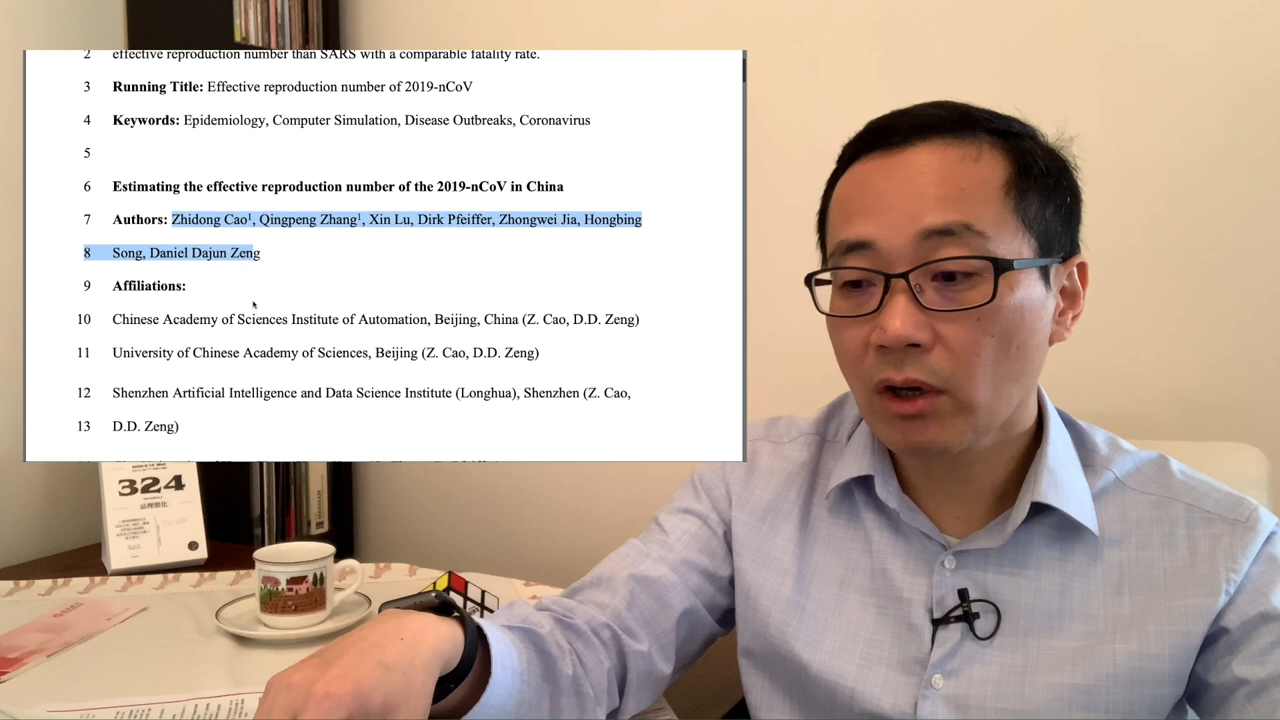 2 effective reproduction number than SARS with a comparable fatality rate.
3 Running Title: Effective reproduction number of 2019-nCoV
4 Keywords: Epidemiology, Computer Simulation, Disease Outbreaks, Coronavirus
5
6 Estimating the effective reproduction number of the 2019-nCoV in China
7 Authors: Zhidong Cao¹, Qingpeng Zhang¹, Xin Lu, Dirk Pfeiffer, Zhongwei Jia, Hongbing
8 Song, Daniel Dajun Zeng
9 Affiliations:
10 Chinese Academy of Sciences Institute of Automation, Beijing, China (Z. Cao, D.D. Zeng)
11 University of Chinese Academy of Sciences, Beijing (Z. Cao, D.D. Zeng)
12 Shenzhen Artificial Intelligence and Data Science Institute (Longhua), Shenzhen (Z. Cao,
13 D.D. Zeng)
324